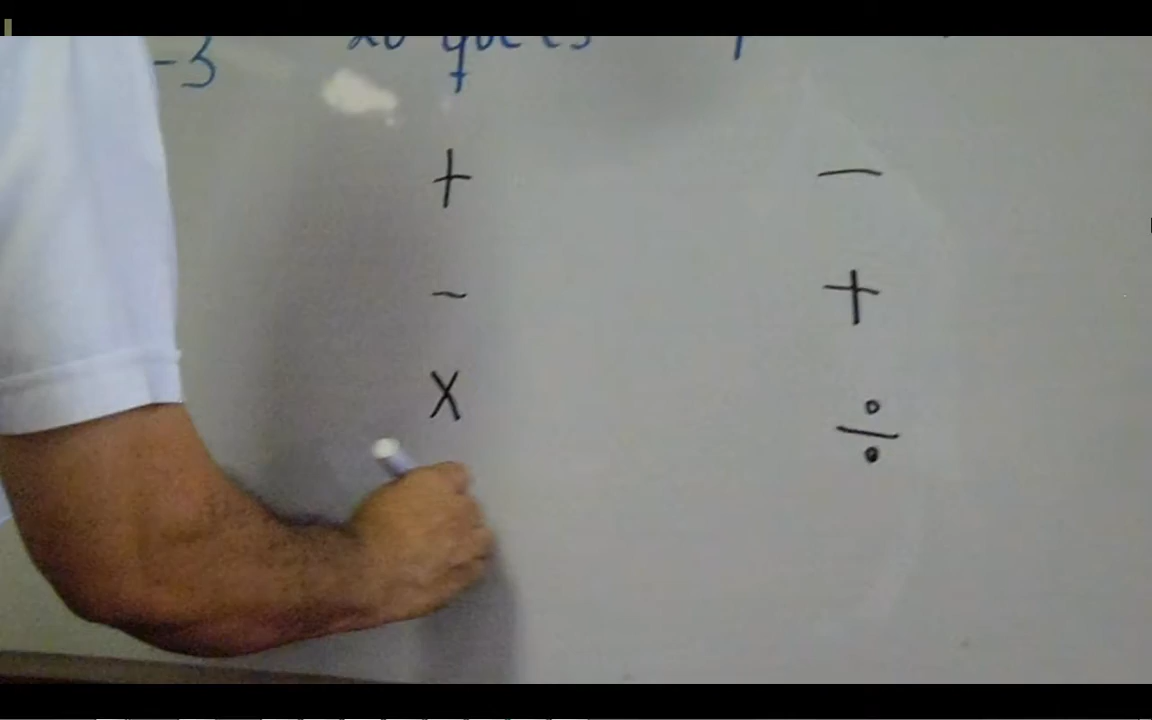 -3
+ −
− +
X ÷